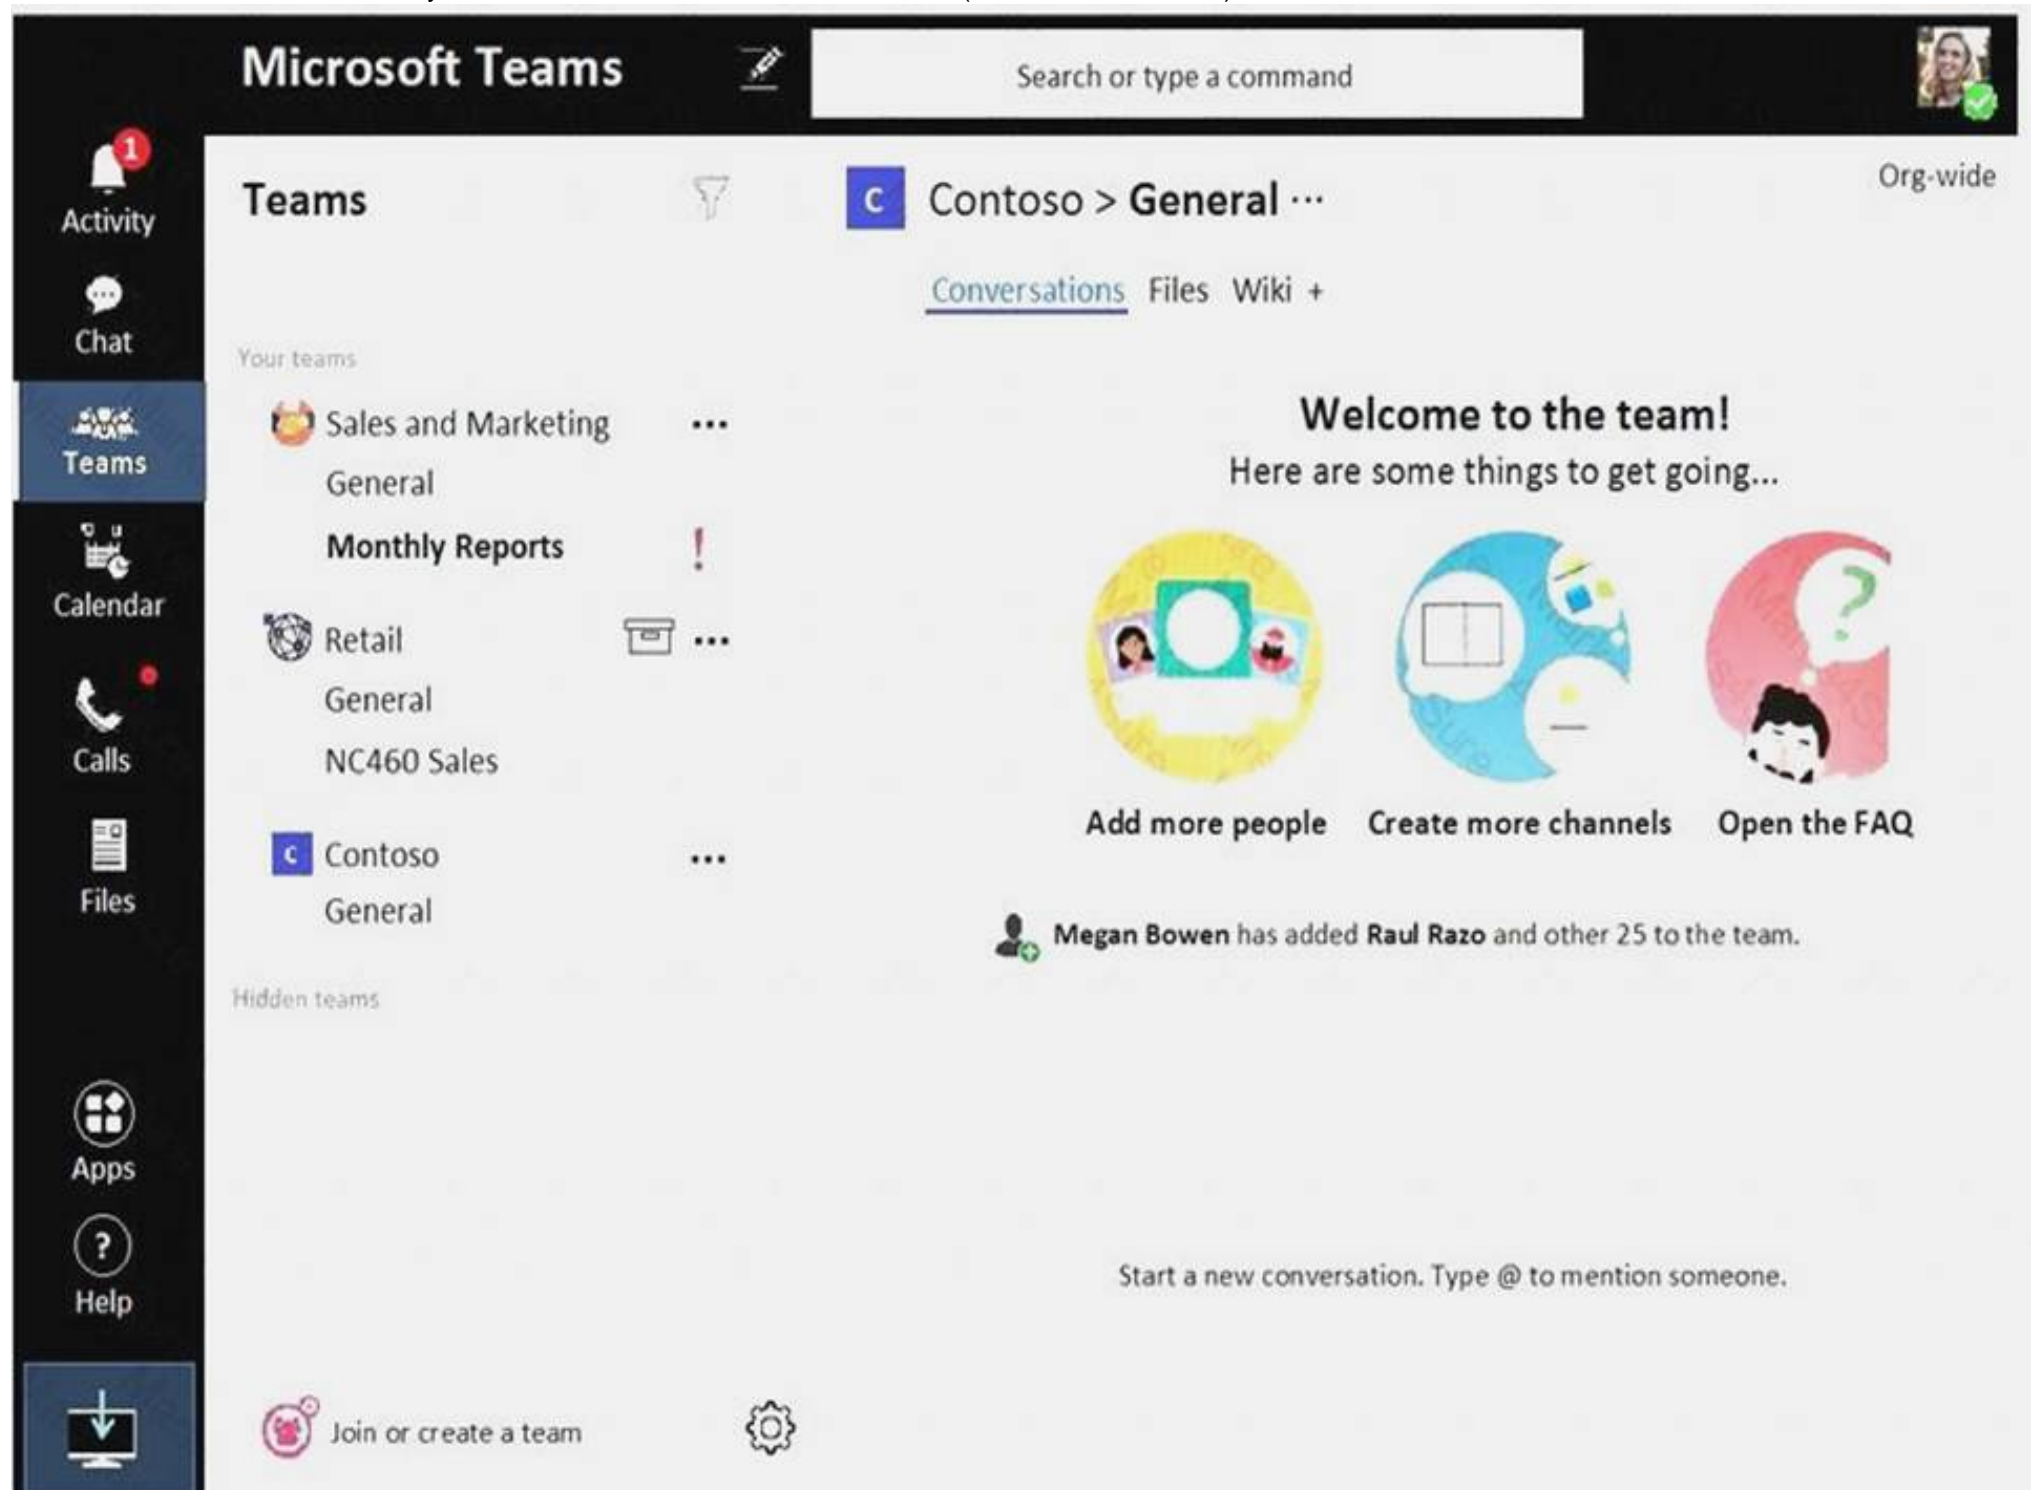 Microsoft Teams
Search or type a command
1
Activity
Chat
Teams
Calendar
Calls
Files
Apps
?
Help
Teams
Your teams
Sales and Marketing ...
General
Monthly Reports !
Retail ...
General
NC460 Sales
C Contoso ...
General
Hidden teams
Join or create a team
C Contoso > General ...
Org-wide
Conversations Files Wiki +
Welcome to the team!
Here are some things to get going...
?
Add more people Create more channels Open the FAQ
Megan Bowen has added Raul Razo and other 25 to the team.
Start a new conversation. Type @ to mention someone.